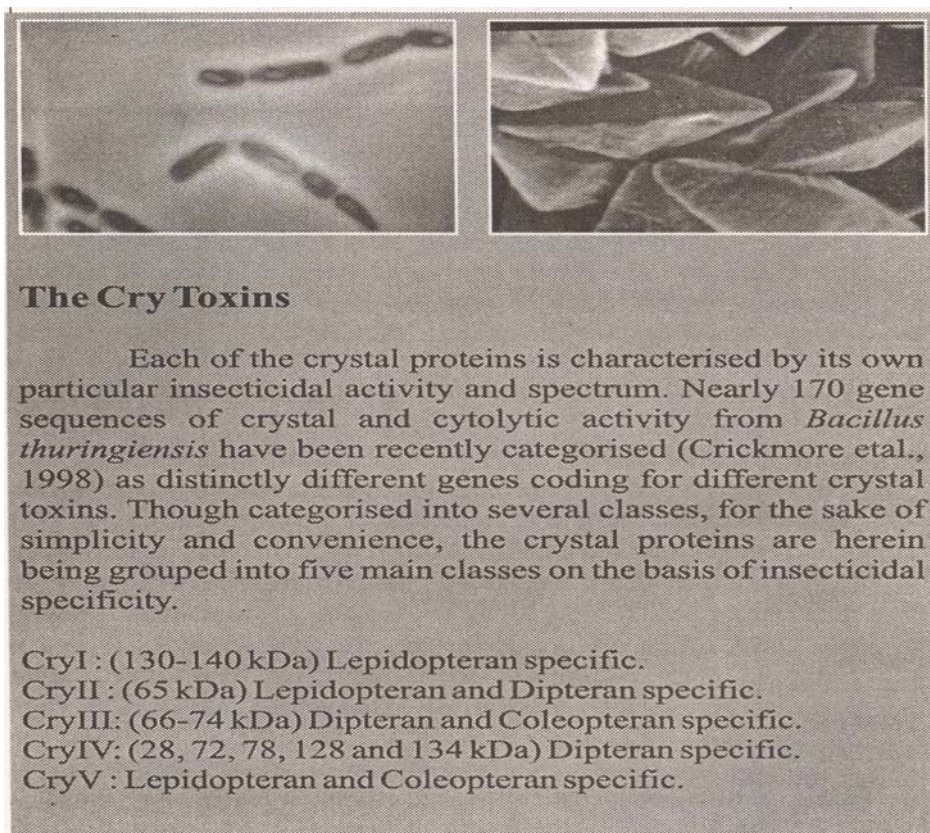 The Cry Toxins
Each of the crystal proteins is characterised by its own
particular insecticidal activity and spectrum. Nearly 170 gene
sequences of crystal and cytolytic activity from Bacillus
thuringiensis have been recently categorised (Crickmore etal.,
1998) as distinctly different genes coding for different crystal
toxins. Though categorised into several classes, for the sake of
simplicity and convenience, the crystal proteins are herein
being grouped into five main classes on the basis of insecticidal
specificity.
CryI : (130-140 kDa) Lepidopteran specific.
CryII : (65 kDa) Lepidopteran and Dipteran specific.
CryIII: (66-74 kDa) Dipteran and Coleopteran specific.
CryIV: (28, 72, 78, 128 and 134 kDa) Dipteran specific.
CryV : Lepidopteran and Coleopteran specific.